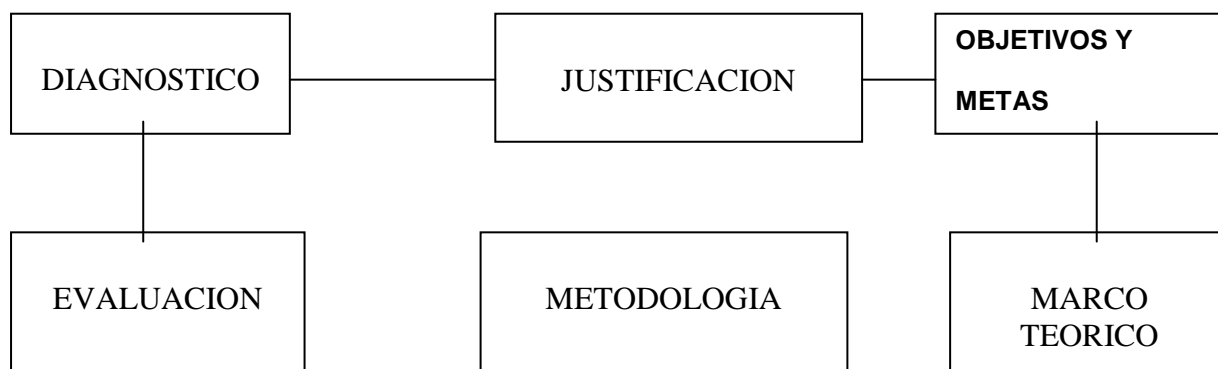 DIAGNOSTICO
JUSTIFICACION
OBJETIVOS Y
METAS
EVALUACION
METODOLOGIA
MARCO
TEORICO